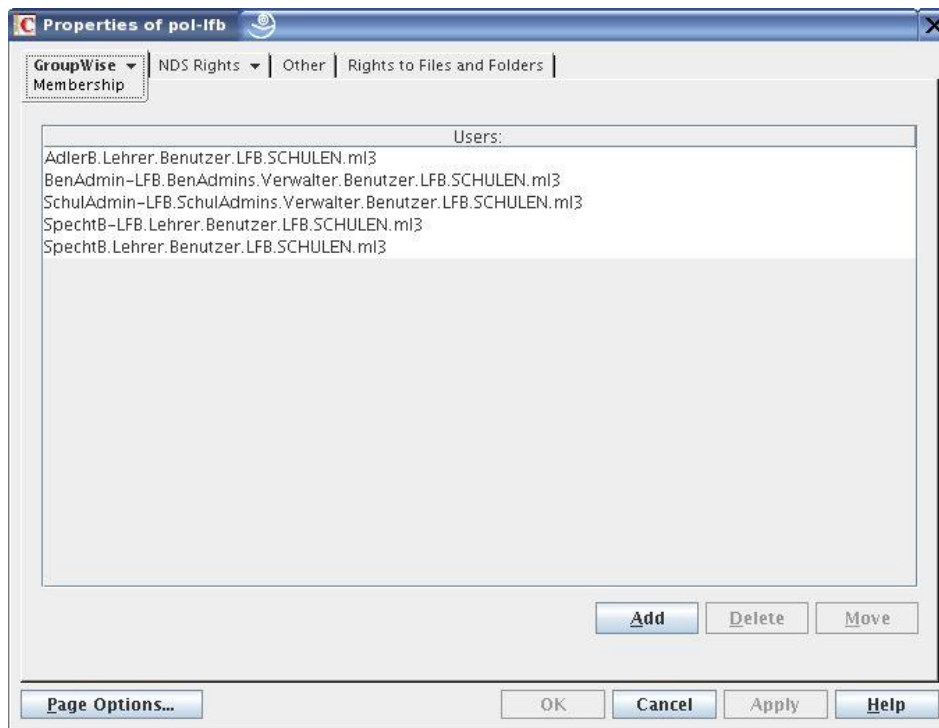 Properties of pol-lfb
GroupWise NDS Rights Other Rights to Files and Folders
Membership
Users:
AdlerB.Lehrer.Benutzer.LFB.SCHULEN.ml3
BenAdmin-LFB.BenAdmins.Verwalter.Benutzer.LFB.SCHULEN.ml3
SchulAdmin-LFB.SchulAdmins.Verwalter.Benutzer.LFB.SCHULEN.ml3
SpechtB-LFB.Lehrer.Benutzer.LFB.SCHULEN.ml3
SpechtB.Lehrer.Benutzer.LFB.SCHULEN.ml3
Add Delete Move
Page Options... OK Cancel Apply Help